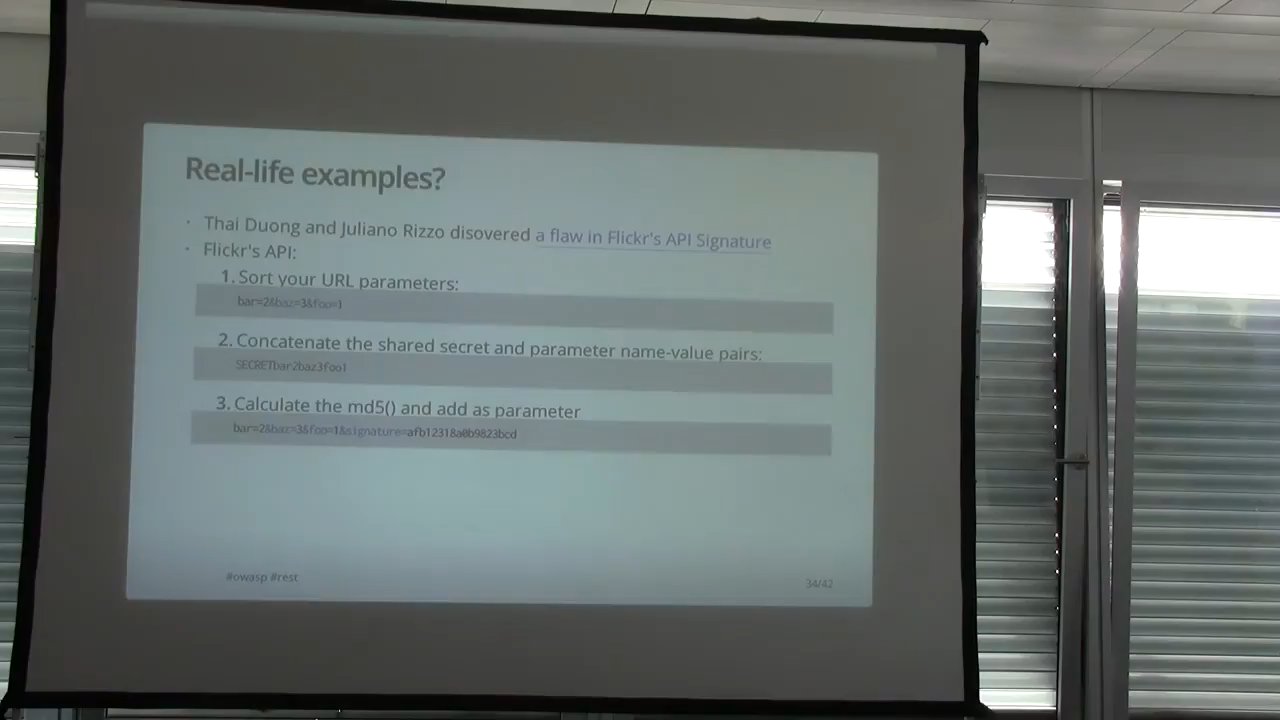 Real-life examples?
· Thai Duong and Juliano Rizzo disovered a flaw in Flickr's API Signature
· Flickr's API:
1. Sort your URL parameters:
bar=2&baz=3&foo=1
2. Concatenate the shared secret and parameter name-value pairs:
SECRETbar2baz3foo1
3. Calculate the md5() and add as parameter
bar=2&baz=3&foo=1&signature=afb12318a0b9823bcd
#owasp #rest
34/42